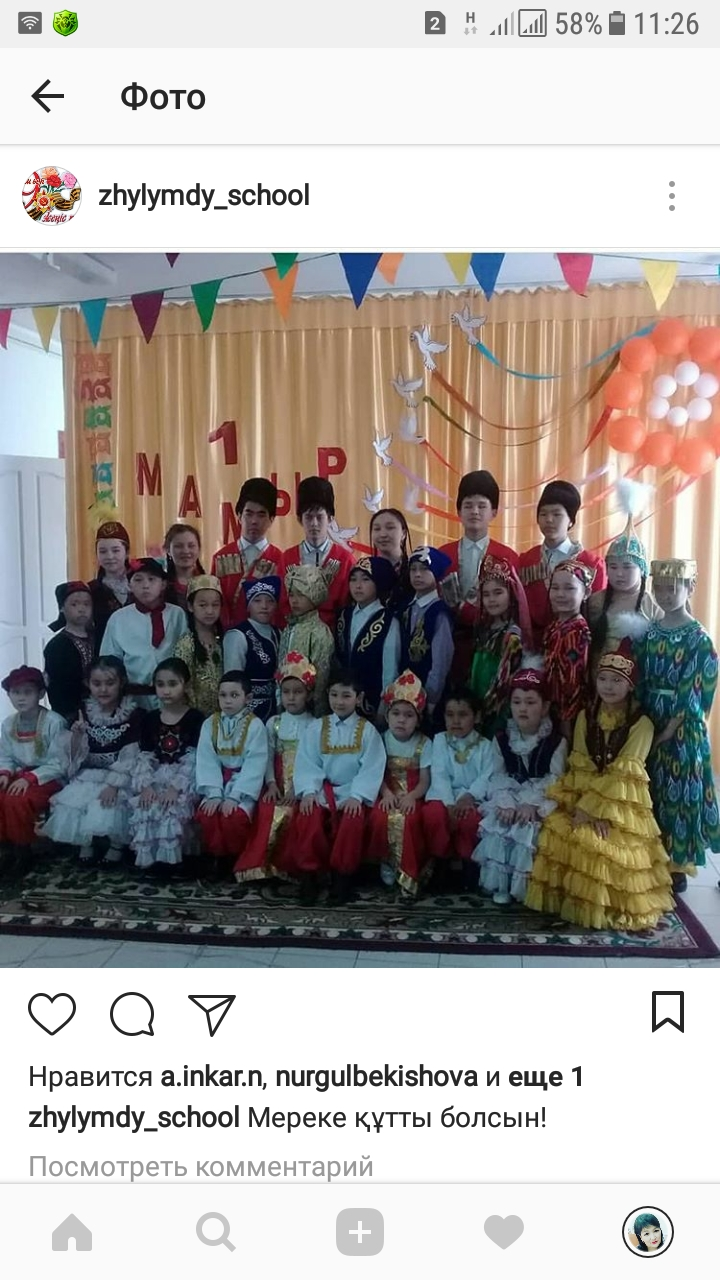 2 H 58% 11:26
Фото
zhylymdy_school
1
МАМЫР
Нравится a.inkar.n, nurgulbekishova и еще 1
zhylymdy_school Мереке құтты болсын!
Посмотреть комментарий